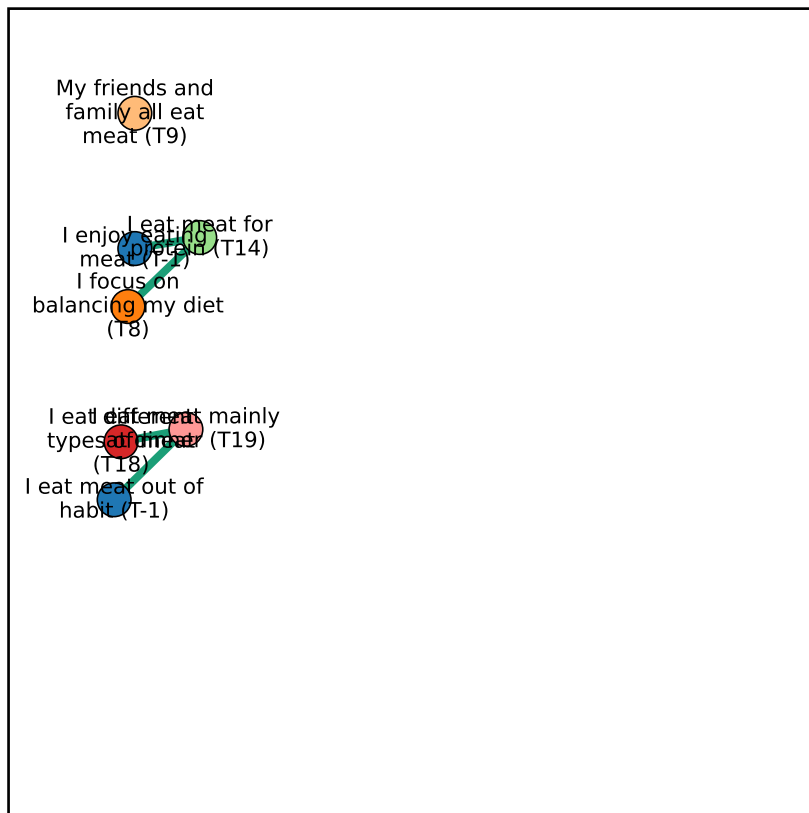 My friends and
family all eat
meat (T9)
I eat meat for
protein (T14)
I enjoy eating
meat (T-1)
I focus on
balancing my diet
(T8)
I eat different
types of meat
(T18)
I eat meat mainly
at dinner (T19)
I eat meat out of
habit (T-1)